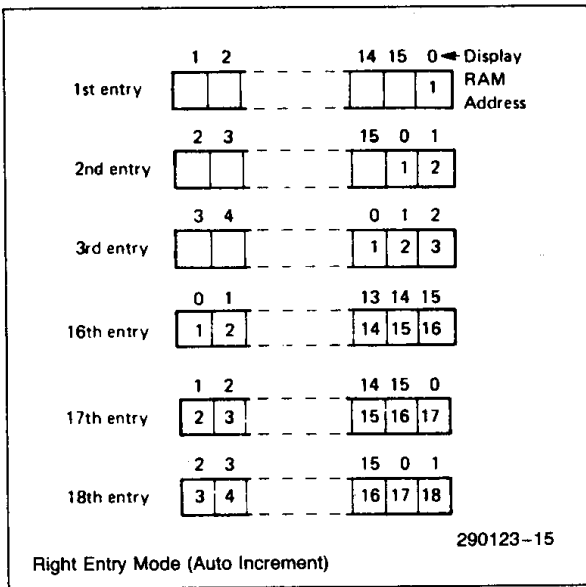 1 2 14 15 0 Display
1st entry 1 RAM
Address
2 3 15 0 1
2nd entry 1 2
3 4 0 1 2
3rd entry 1 2 3
0 1 13 14 15
16th entry 1 2 14 15 16
1 2 14 15 0
17th entry 2 3 15 16 17
2 3 15 0 1
18th entry 3 4 16 17 18
290123–15
Right Entry Mode (Auto Increment)